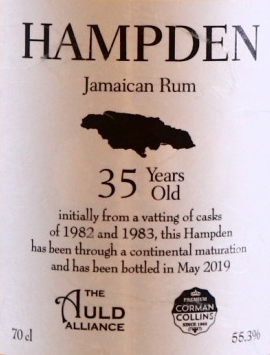 HAMPDEN
Jamaican Rum
35 Years
Old
initially from a vatting of casks
of 1982 and 1983, this Hampden
has been through a continental maturation
and has been bottled in May 2019
THE
AULD
ALLIANCE
PREMIUM
CORMAN
COLLINS
70 cl
55.3%